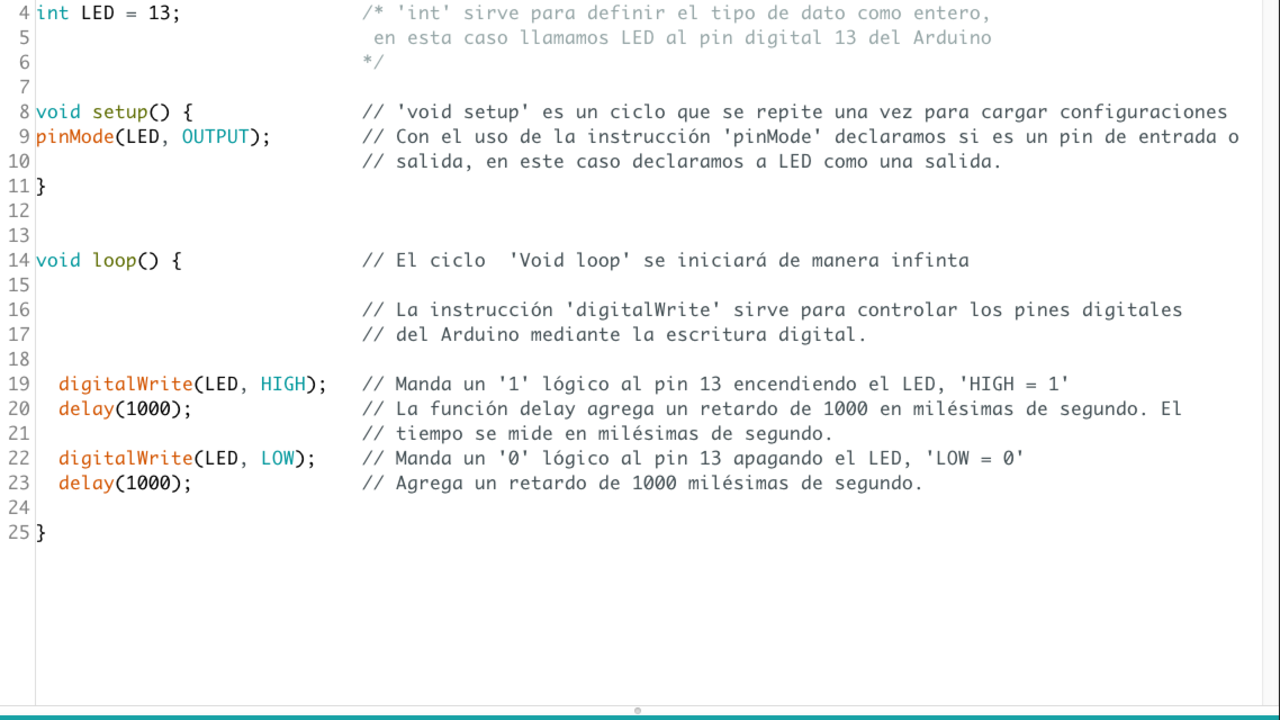 4 int LED = 13; /* 'int' sirve para definir el tipo de dato como entero,
5 en esta caso llamamos LED al pin digital 13 del Arduino
6 */
7
8 void setup() { // 'void setup' es un ciclo que se repite una vez para cargar configuraciones
9 pinMode(LED, OUTPUT); // Con el uso de la instrucción 'pinMode' declaramos si es un pin de entrada o
10 // salida, en este caso declaramos a LED como una salida.
11 }
12
13
14 void loop() { // El ciclo  'Void loop' se iniciará de manera infinta
15
16 // La instrucción 'digitalWrite' sirve para controlar los pines digitales
17 // del Arduino mediante la escritura digital.
18
19 digitalWrite(LED, HIGH); // Manda un '1' lógico al pin 13 encendiendo el LED, 'HIGH = 1'
20 delay(1000); // La función delay agrega un retardo de 1000 en milésimas de segundo. El
21 // tiempo se mide en milésimas de segundo.
22 digitalWrite(LED, LOW); // Manda un '0' lógico al pin 13 apagando el LED, 'LOW = 0'
23 delay(1000); // Agrega un retardo de 1000 milésimas de segundo.
24
25 }